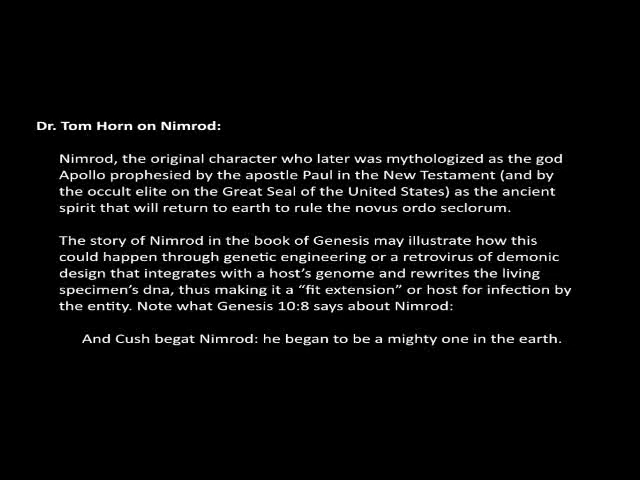 Dr. Tom Horn on Nimrod:
Nimrod, the original character who later was mythologized as the god
Apollo prophesied by the apostle Paul in the New Testament (and by
the occult elite on the Great Seal of the United States) as the ancient
spirit that will return to earth to rule the novus ordo seclorum.
The story of Nimrod in the book of Genesis may illustrate how this
could happen through genetic engineering or a retrovirus of demonic
design that integrates with a host's genome and rewrites the living
specimen's dna, thus making it a “fit extension” or host for infection by
the entity. Note what Genesis 10:8 says about Nimrod:
And Cush begat Nimrod: he began to be a mighty one in the earth.